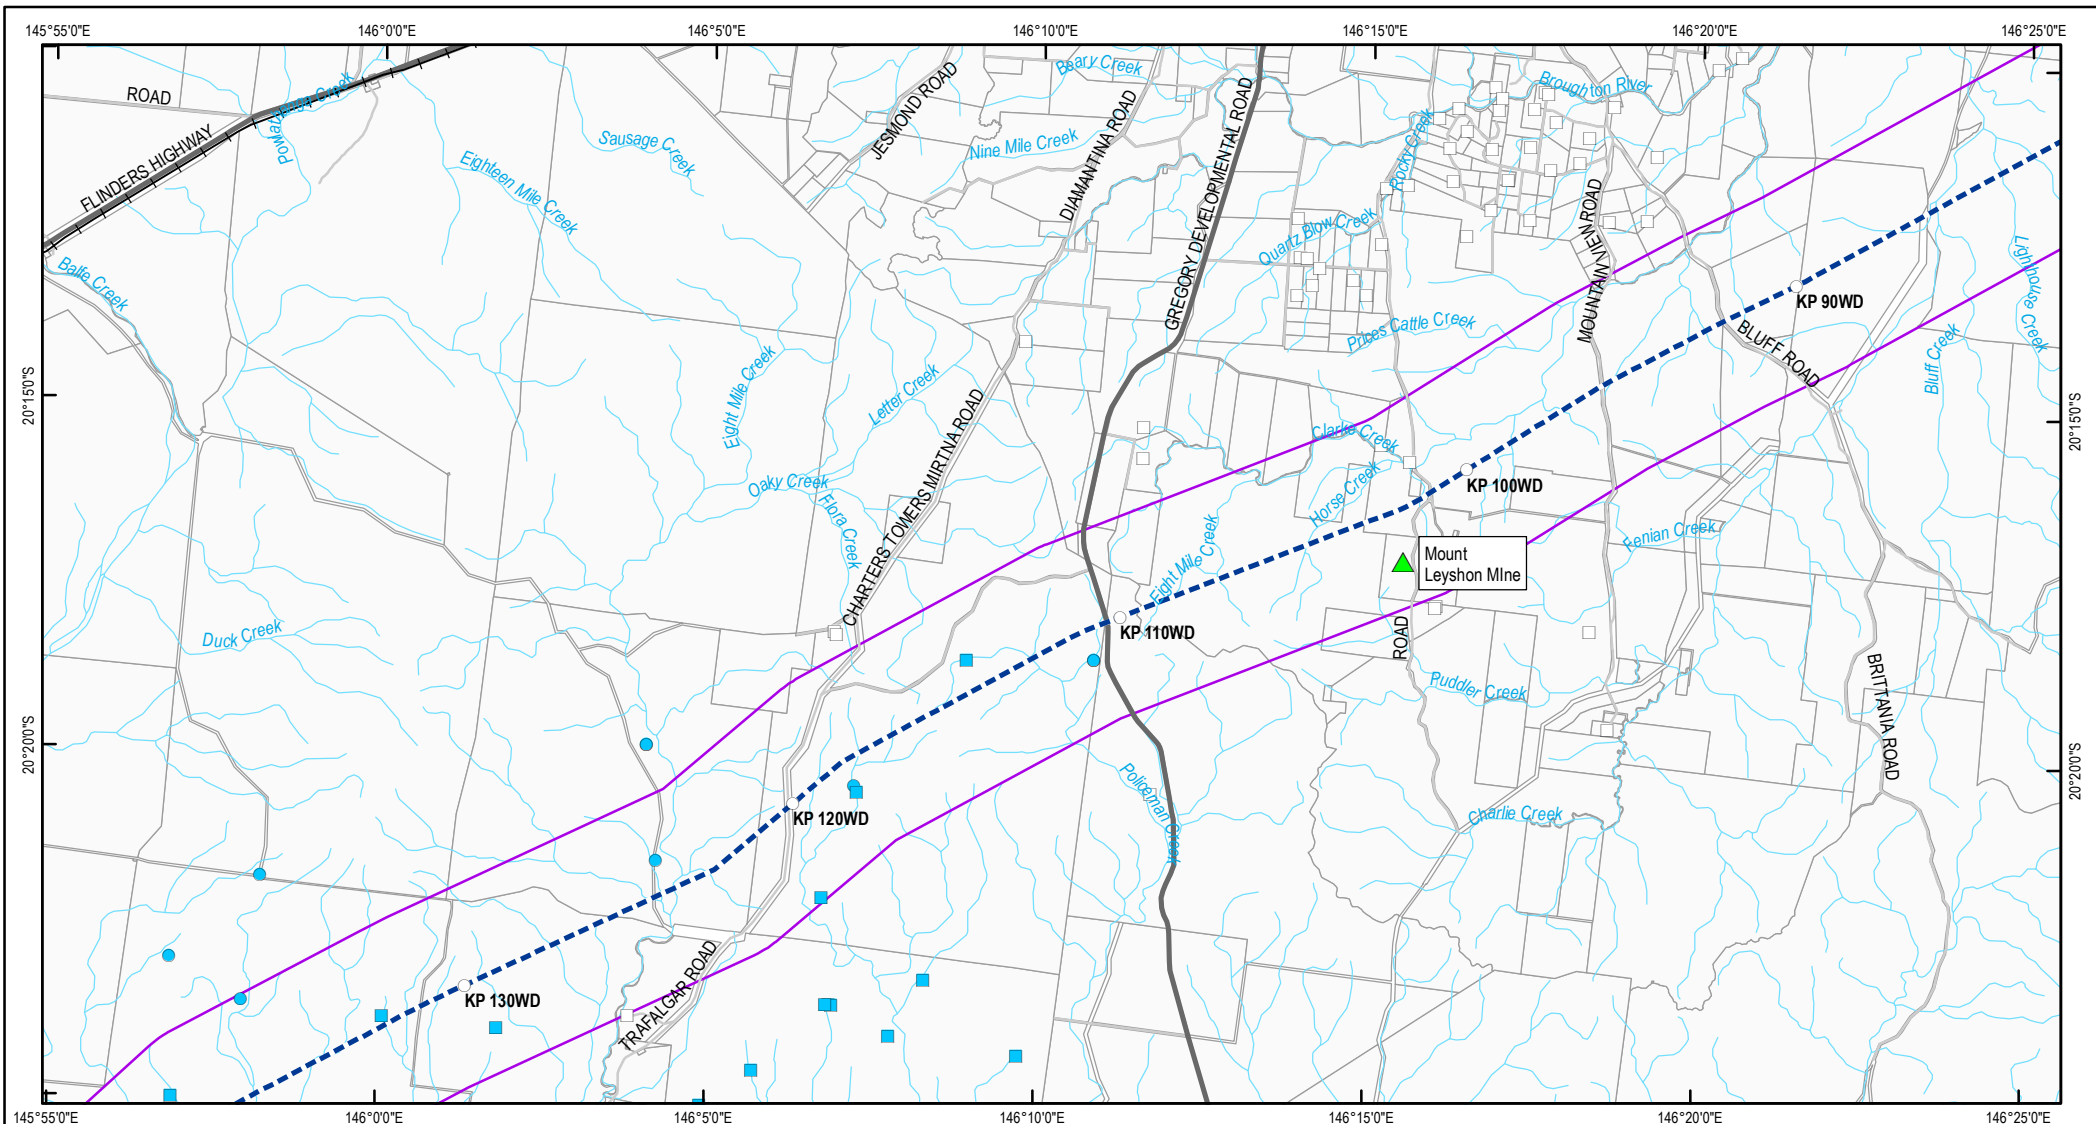 145°55'0"E
146°0'0"E
146°5'0"E
146°10'0"E
146°15'0"E
146°20'0"E
146°25'0"E
ROAD
FLINDERS HIGHWAY
Sausage Creek
Eighteen Mile Creek
Balfe Creek
JESMOND ROAD
Beary Creek
Nine Mile Creek
DIAMANTINA ROAD
GREGORY DEVELOPMENTAL ROAD
Broughton River
Rocky Creek
Quartz Blow Creek
MOUNTAIN VIEW ROAD
Lighthouse Creek
KP 90WD
Prices Cattle Creek
BLUFF ROAD
Bluff Creek
20°15'0"S
20°15'0"S
Eight Mile Creek
Letter Creek
Oaky Creek
Flora Creek
CHARTERS TOWERS MIRTNA ROAD
Clarke Creek
Horse Creek
KP 100WD
Fenian Creek
Eight Mile Creek
Mount
Leyshon MIne
Duck Creek
KP 110WD
ROAD
Puddler Creek
BRITTANIA ROAD
20°20'0"S
20°20'0"S
Policeman Creek
KP 120WD
Charlie Creek
TRAFALGAR ROAD
KP 130WD
145°55'0"E
146°0'0"E
146°5'0"E
146°10'0"E
146°15'0"E
146°20'0"E
146°25'0"E